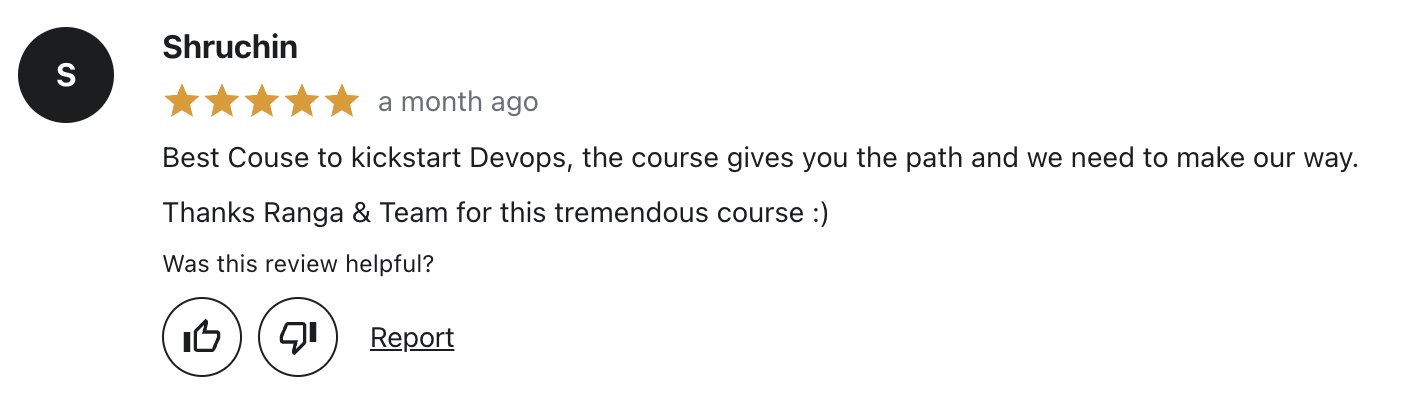 S
Shruchin
a month ago
Best Couse to kickstart Devops, the course gives you the path and we need to make our way.
Thanks Ranga & Team for this tremendous course :)
Was this review helpful?
Report